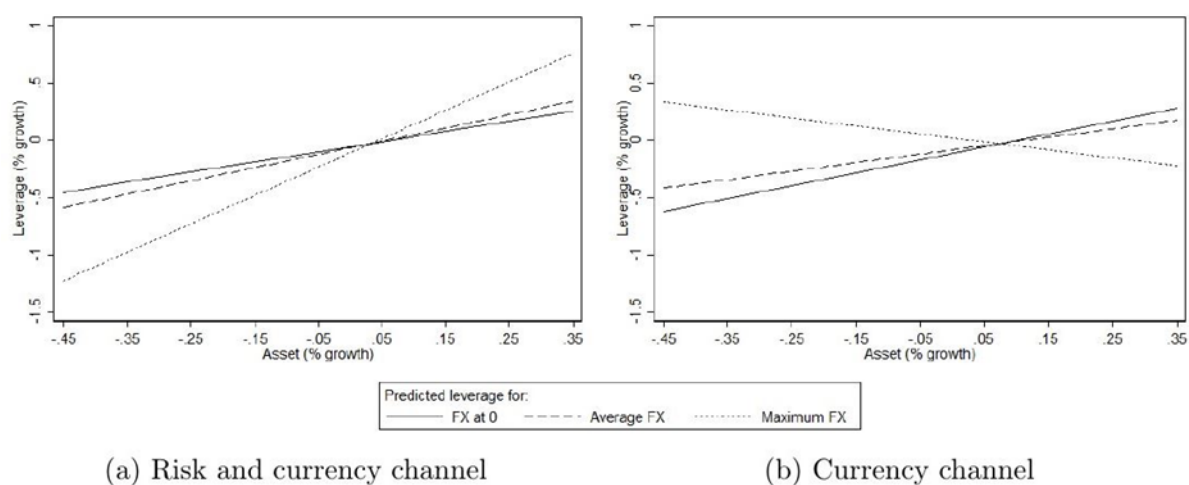 1
.5
0
-.5
-1
-1.5
Leverage (% growth)
-.45 -.35 -.25 -.15 -.05 .05 .15 .25 .35
Asset (% growth)
1
0.5
0
-.5
-1
-1.5
Leverage (% growth)
-.45 -.35 -.25 -.15 -.05 .05 .15 .25 .35
Asset (% growth)
Predicted leverage for:
FX at 0 Average FX Maximum FX
(a) Risk and currency channel
(b) Currency channel